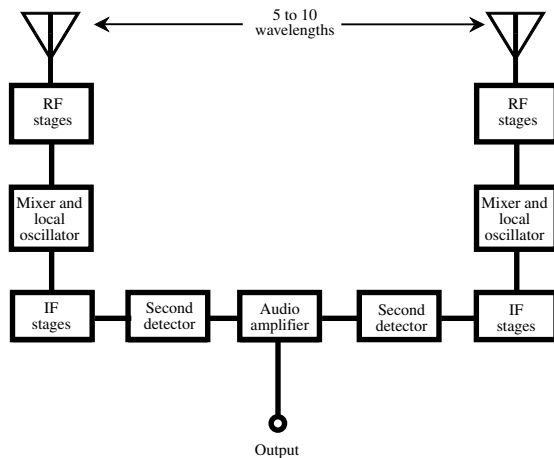 5 to 10
wavelengths
RF
stages
RF
stages
Mixer and
local
oscillator
Mixer and
local
oscillator
IF
stages
Second
detector
Audio
amplifier
Second
detector
IF
stages
Output